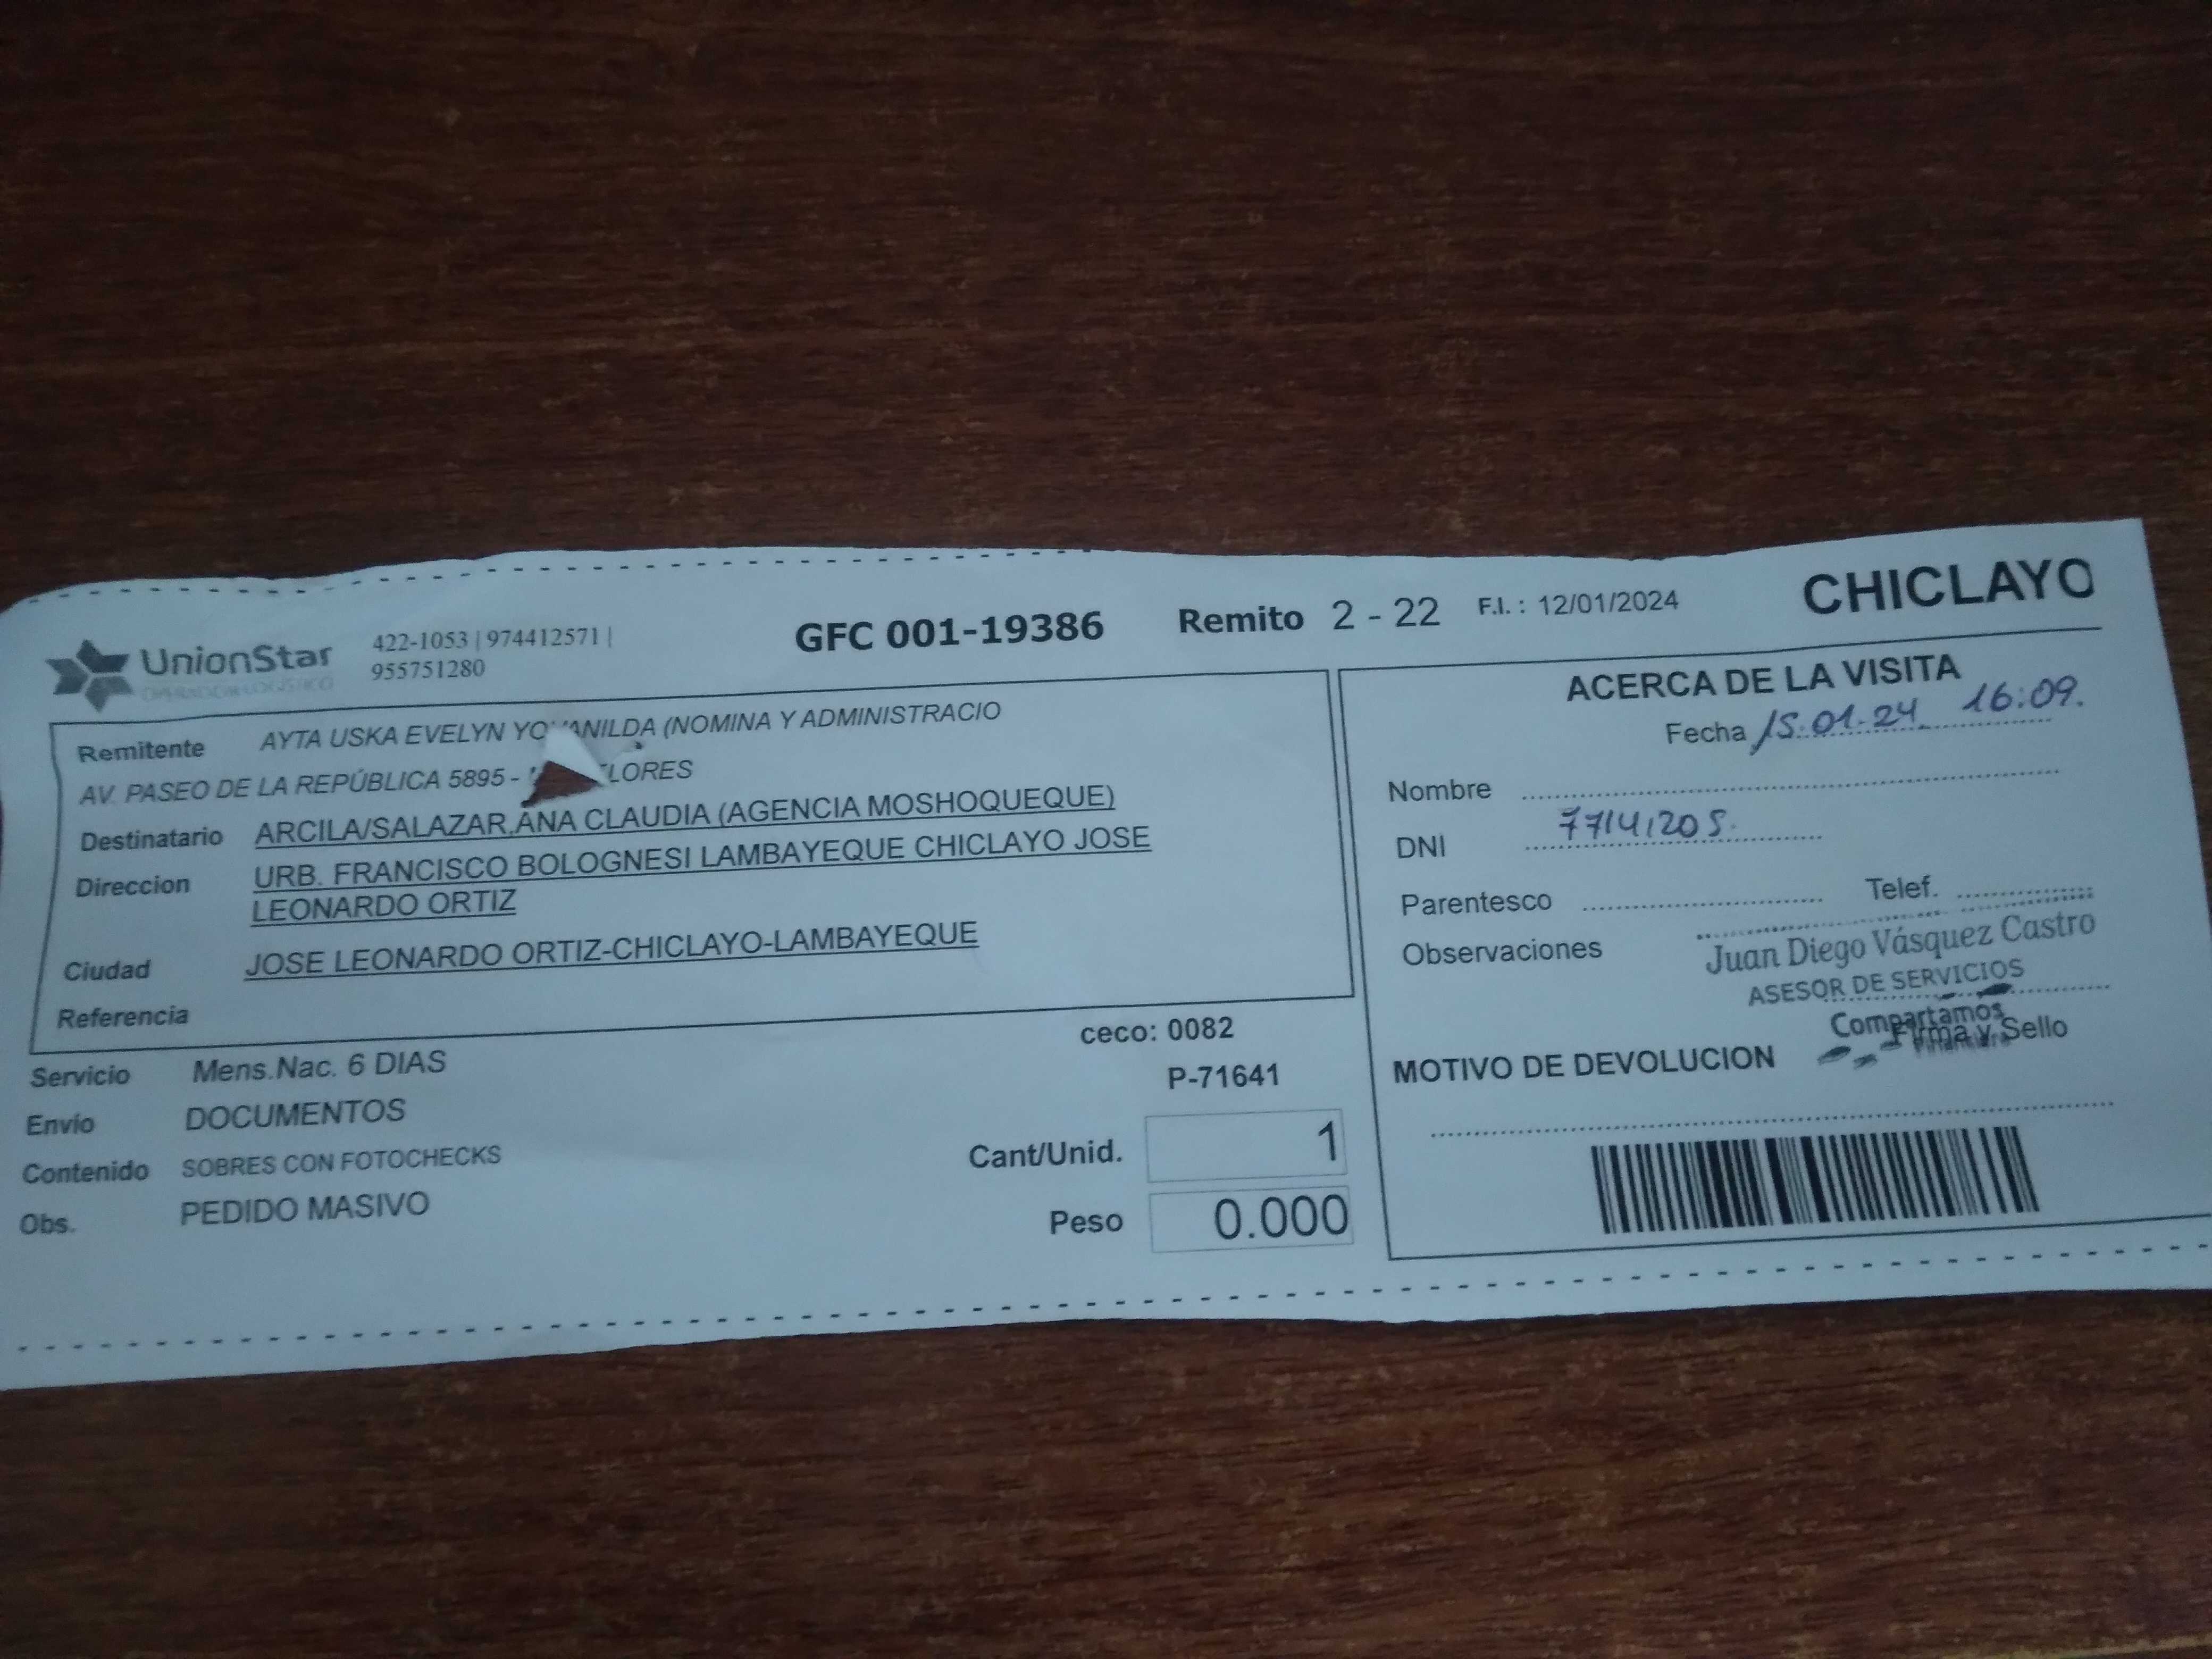 UnionStar
OPERADOR LOGISTICO
422-1053 | 974412571 |
955751280
GFC 001-19386 Remito 2 - 22 F.I. : 12/01/2024 CHICLAYO
Remitente AYTA USKA EVELYN (NOMINA Y ADMINISTRACIO
AV. PASEO DE LA REPÚBLICA 5895 -
Destinatario ARCILA/SALAZAR,ANA CLAUDIA (AGENCIA MOSHOQUEQUE)
Direccion URB. FRANCISCO BOLOGNESI LAMBAYEQUE CHICLAYO JOSE
LEONARDO ORTIZ
Ciudad JOSE LEONARDO ORTIZ-CHICLAYO-LAMBAYEQUE
Referencia
Servicio Mens.Nac. 6 DIAS
Envío DOCUMENTOS
Contenido SOBRES CON FOTOCHECKS
Obs. PEDIDO MASIVO
ceco: 0082
P-71641
Cant/Unid. 1
Peso 0.000
ACERCA DE LA VISITA
Fecha 15.01.24 16:09.
Nombre
DNI 77141205
Parentesco Telef.
Observaciones
Juan Diego Vásquez Castro
ASESOR DE SERVICIOS
Compartamos
Financiera
Firma y Sello
MOTIVO DE DEVOLUCION